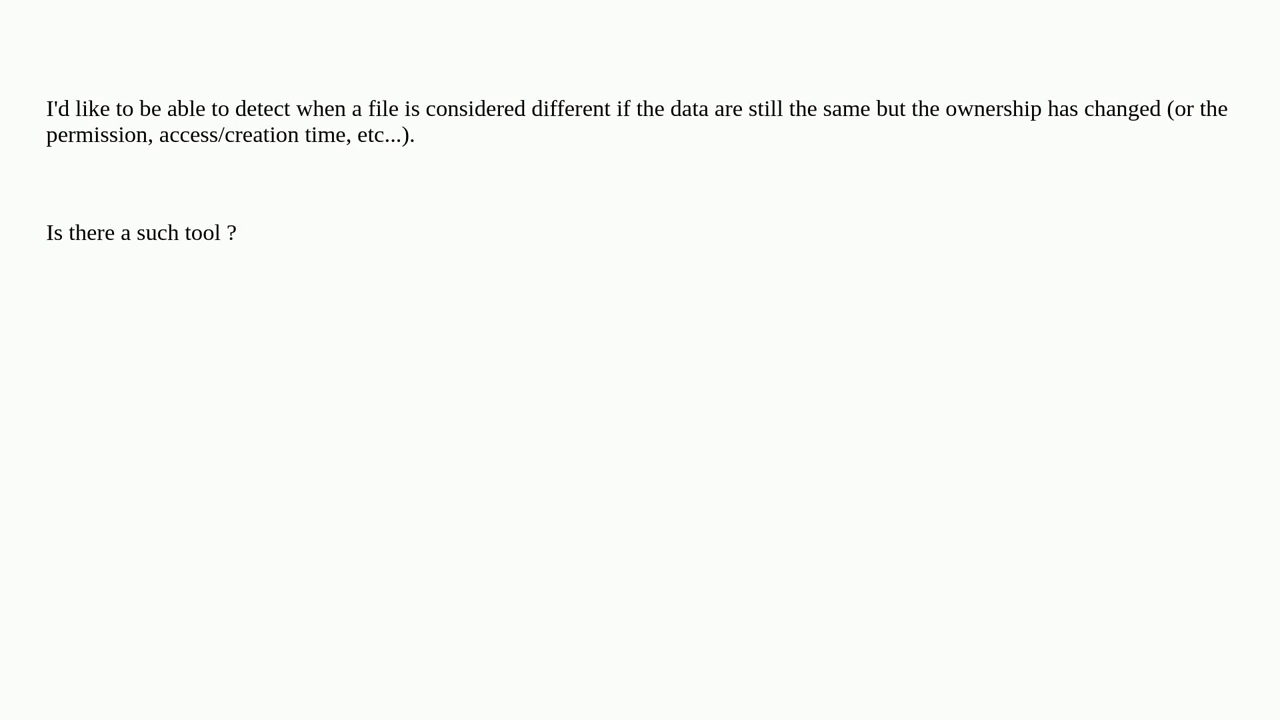 I'd like to be able to detect when a file is considered different if the data are still the same but the ownership has changed (or the
permission, access/creation time, etc...).
Is there a such tool ?